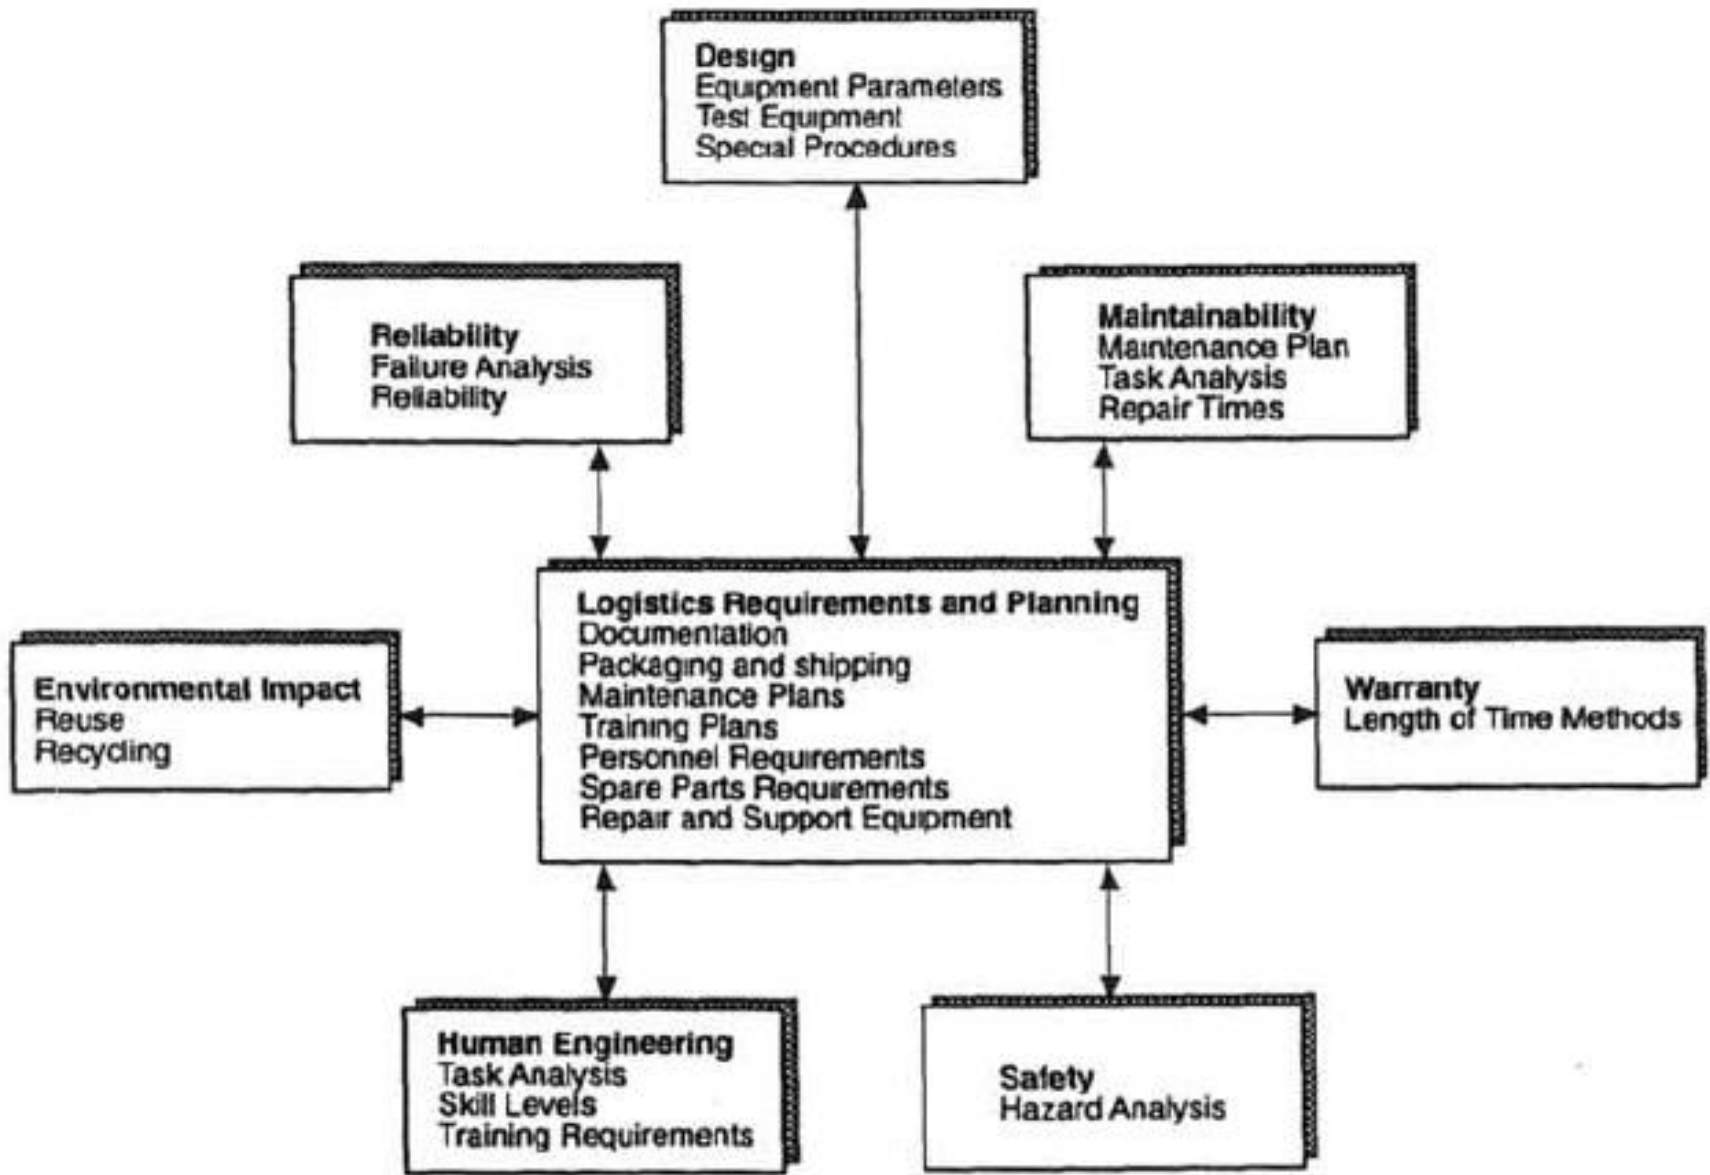 Design
Equipment Parameters
Test Equipment
Special Procedures
Reliability
Failure Analysis
Reliability
Maintainability
Maintenance Plan
Task Analysis
Repair Times
Logistics Requirements and Planning
Documentation
Packaging and shipping
Maintenance Plans
Training Plans
Personnel Requirements
Spare Parts Requirements
Repair and Support Equipment
Environmental Impact
Reuse
Recycling
Warranty
Length of Time Methods
Human Engineering
Task Analysis
Skill Levels
Training Requirements
Safety
Hazard Analysis